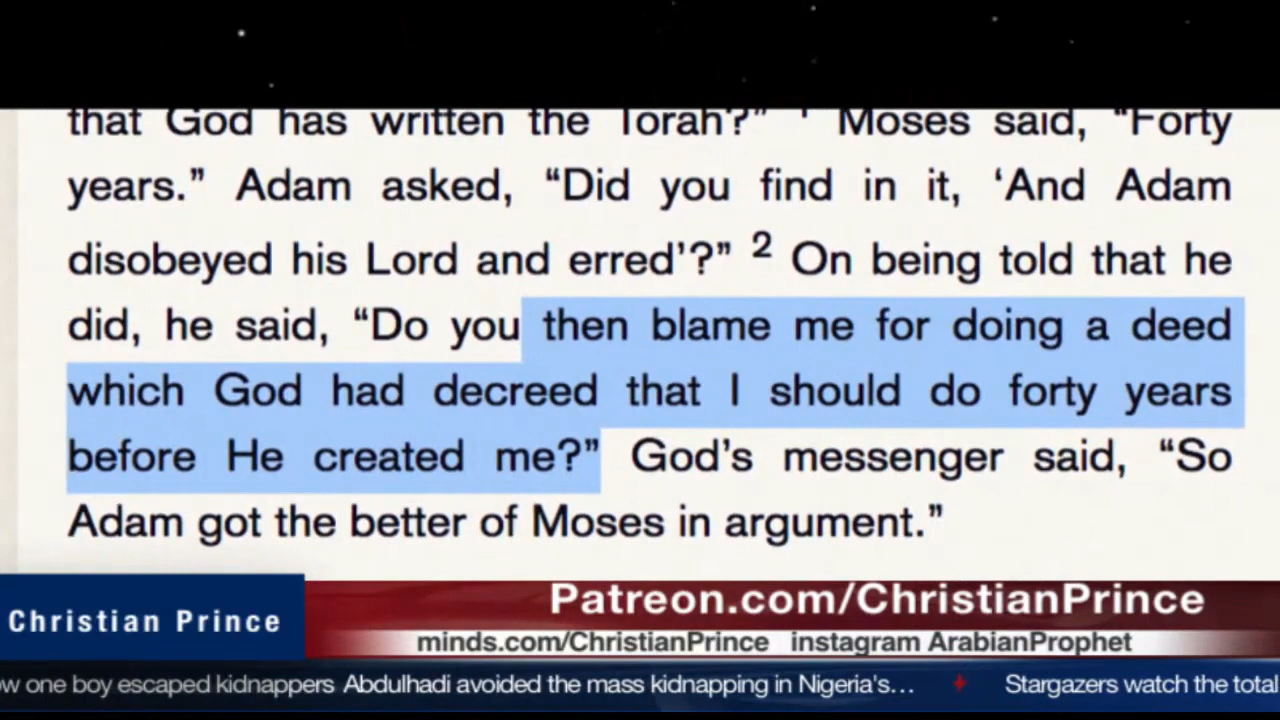 that God has written the Torah?” 1 Moses said, “Forty
years.” Adam asked, “Did you find in it, ‘And Adam
disobeyed his Lord and erred’?” 2 On being told that he
did, he said, “Do you then blame me for doing a deed
which God had decreed that I should do forty years
before He created me?” God’s messenger said, “So
Adam got the better of Moses in argument.”
Patreon.com/ChristianPrince
Christian Prince
minds.com/ChristianPrince instagram ArabianProphet
ow one boy escaped kidnappers Abdulhadi avoided the mass kidnapping in Nigeria's… Stargazers watch the total